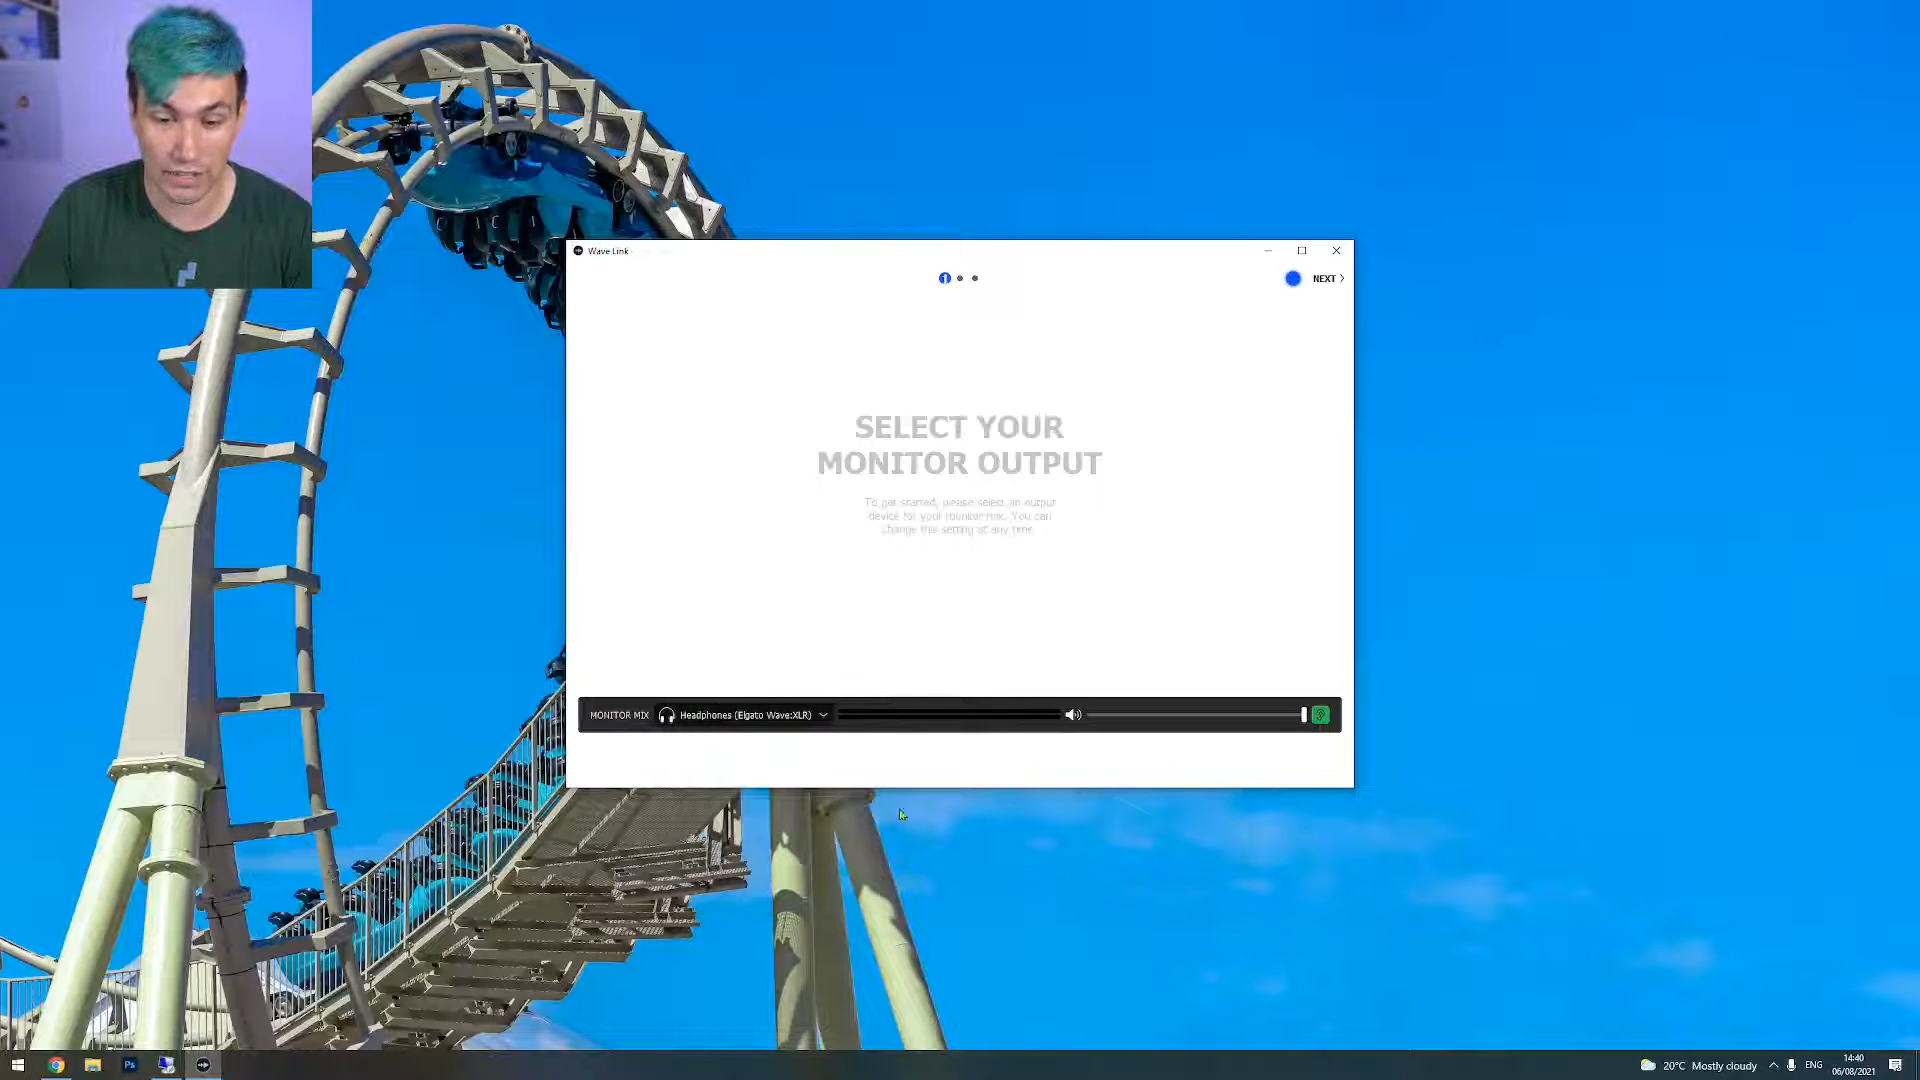 Wave Link
1
NEXT
SELECT YOUR
MONITOR OUTPUT
To get started, please select an output
device for your monitor mix. You can
change this setting at any time.
MONITOR MIX
Headphones (Elgato Wave:XLR)
Ps
20°C Mostly cloudy
ENG
14:40
06/08/2021